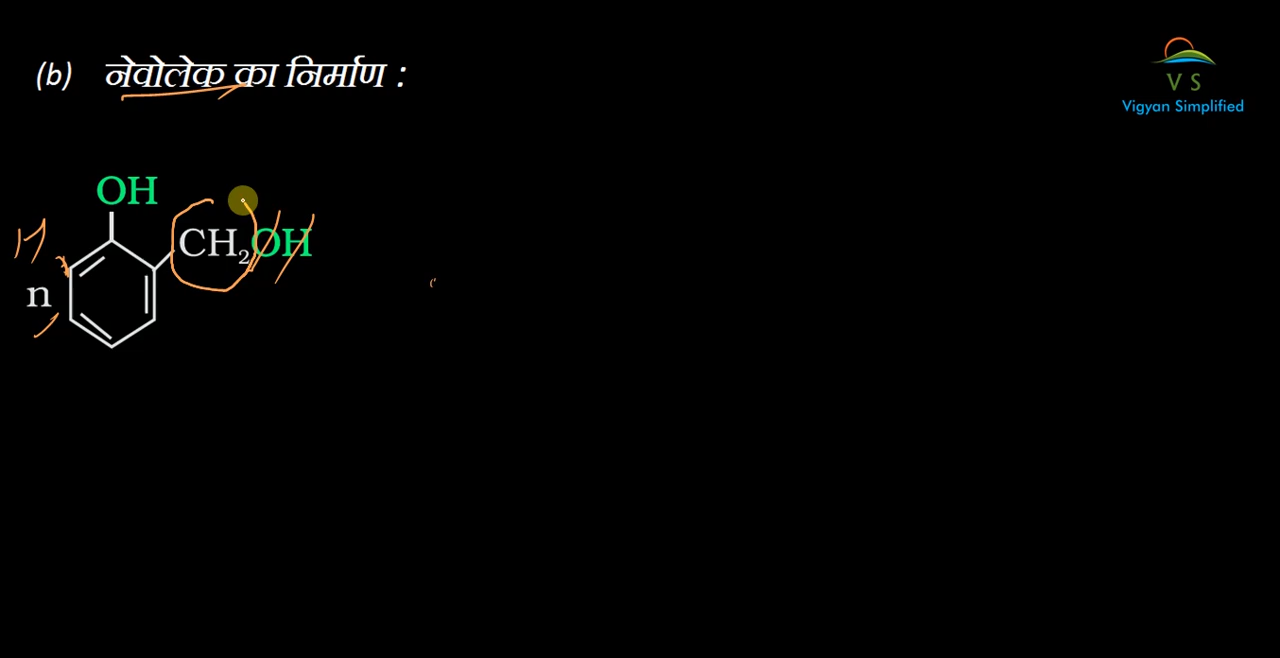 (b) नेवोलेक का निर्माण :
V S
Vigyan Simplified
OH
CH₂OH
n